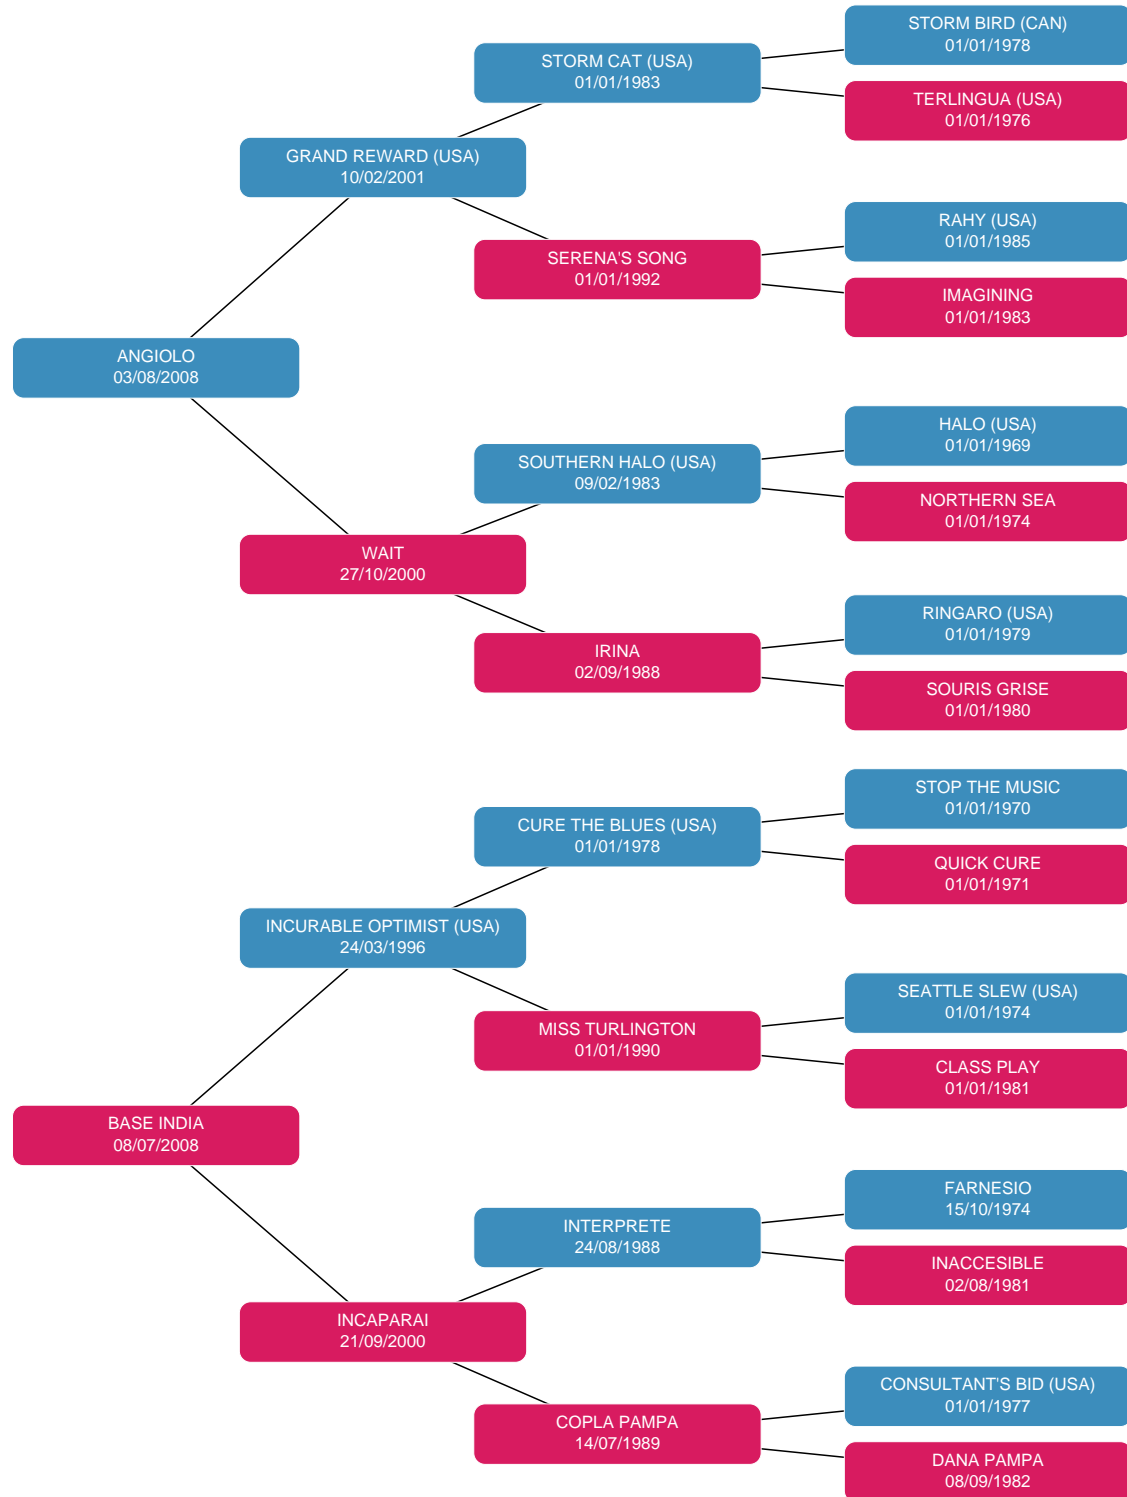 STORM BIRD (CAN)
01/01/1978
STORM CAT (USA)
01/01/1983
TERLINGUA (USA)
01/01/1976
GRAND REWARD (USA)
10/02/2001
RAHY (USA)
01/01/1985
SERENA'S SONG
01/01/1992
IMAGINING
01/01/1983
ANGIOLO
03/08/2008
HALO (USA)
01/01/1969
SOUTHERN HALO (USA)
09/02/1983
NORTHERN SEA
01/01/1974
WAIT
27/10/2000
RINGARO (USA)
01/01/1979
IRINA
02/09/1988
SOURIS GRISE
01/01/1980
STOP THE MUSIC
01/01/1970
CURE THE BLUES (USA)
01/01/1978
QUICK CURE
01/01/1971
INCURABLE OPTIMIST (USA)
24/03/1996
SEATTLE SLEW (USA)
01/01/1974
MISS TURLINGTON
01/01/1990
CLASS PLAY
01/01/1981
BASE INDIA
08/07/2008
FARNESIO
15/10/1974
INTERPRETE
24/08/1988
INACCESIBLE
02/08/1981
INCAPARAI
21/09/2000
CONSULTANT'S BID (USA)
01/01/1977
COPLA PAMPA
14/07/1989
DANA PAMPA
08/09/1982